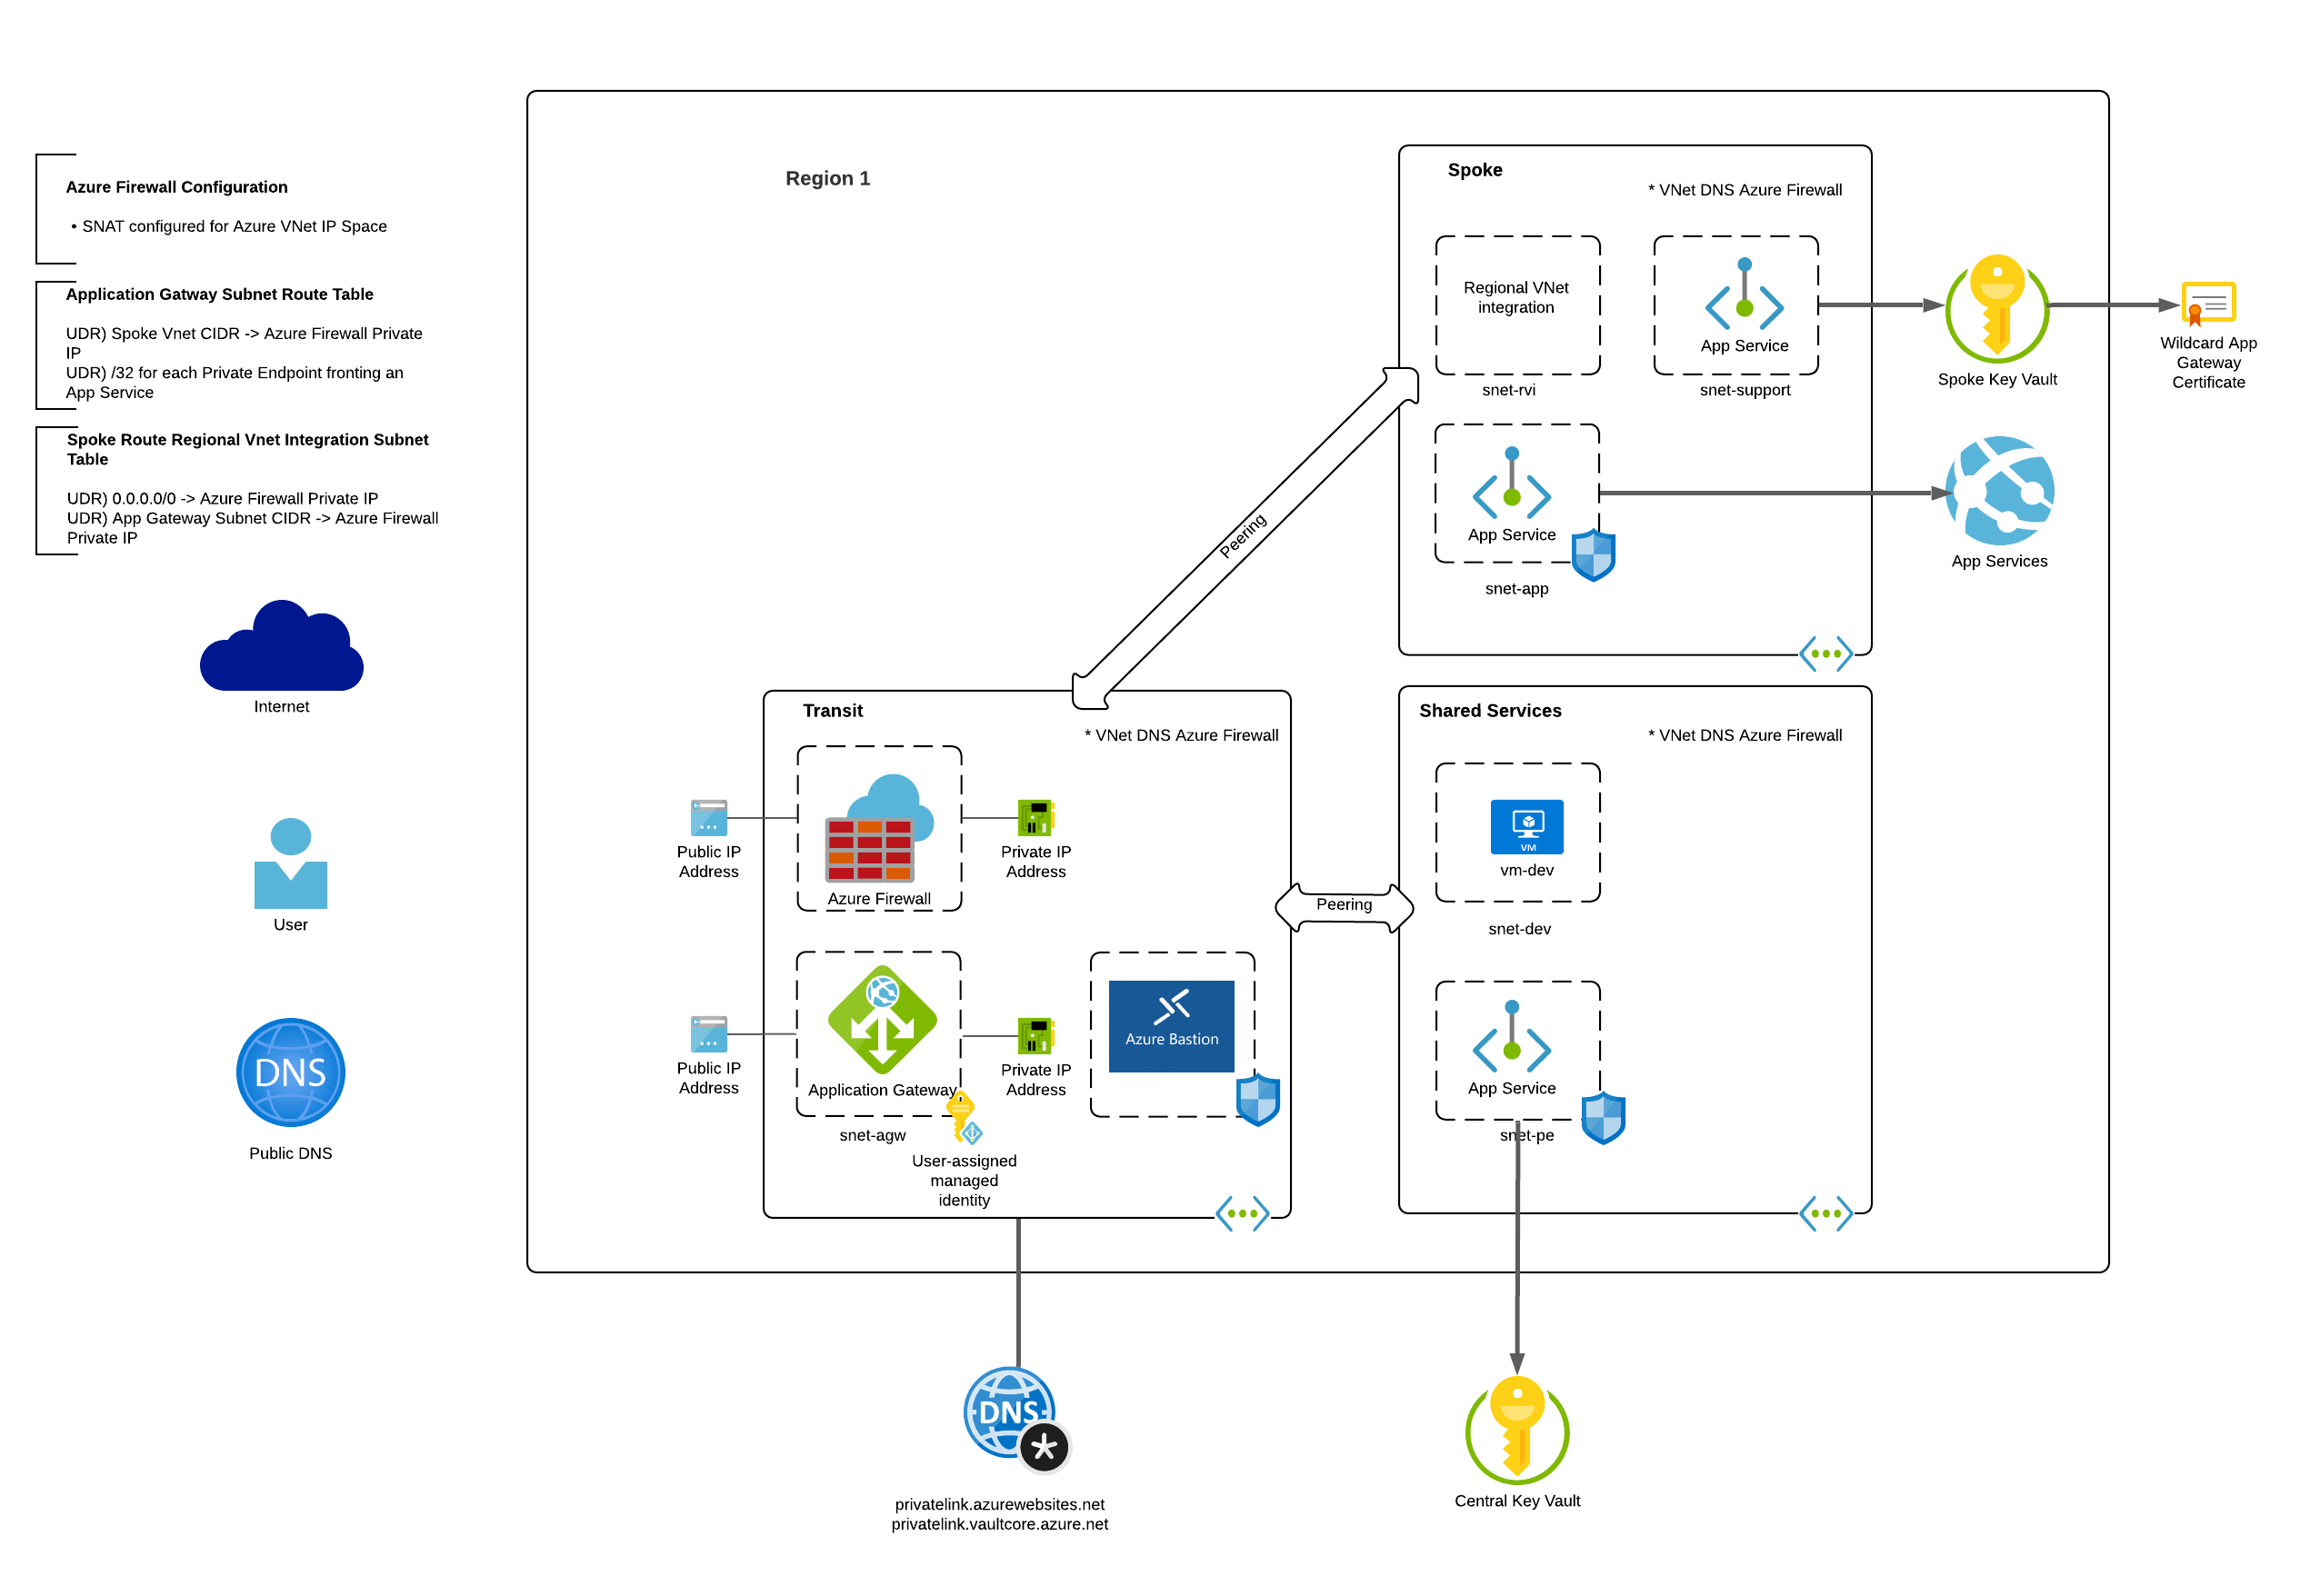 Azure Firewall Configuration
• SNAT configured for Azure VNet IP Space
Application Gatway Subnet Route Table
UDR) Spoke Vnet CIDR -> Azure Firewall Private
IP
UDR) /32 for each Private Endpoint fronting an
App Service
Spoke Route Regional Vnet Integration Subnet
Table
UDR) 0.0.0.0/0 -> Azure Firewall Private IP
UDR) App Gateway Subnet CIDR -> Azure Firewall
Private IP
Internet
User
DNS
Public DNS
Region 1
Spoke
* VNet DNS Azure Firewall
Regional VNet
integration
snet-rvi
App Service
snet-support
App Service
snet-app
Spoke Key Vault
Wildcard App
Gateway
Certificate
App Services
Peering
Transit
* VNet DNS Azure Firewall
Public IP
Address
Azure Firewall
Private IP
Address
Public IP
Address
Application Gateway
snet-agw
Private IP
Address
User-assigned
managed
identity
Azure Bastion
Peering
Shared Services
* VNet DNS Azure Firewall
VM
vm-dev
snet-dev
App Service
snet-pe
DNS
privatelink.azurewebsites.net
privatelink.vaultcore.azure.net
Central Key Vault